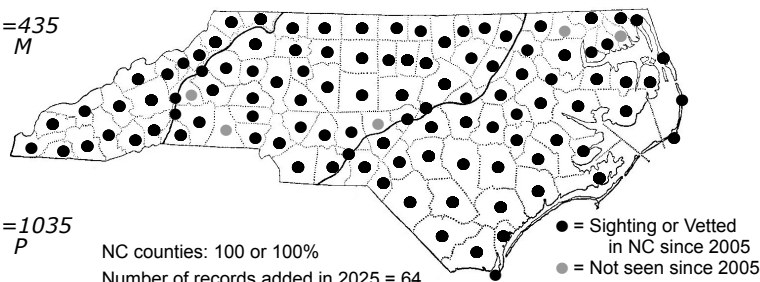 =435
M
=1035
P
NC counties: 100 or 100%
Number of records added in 2025 = 64
● = Sighting or Vetted
in NC since 2005
● = Not seen since 2005